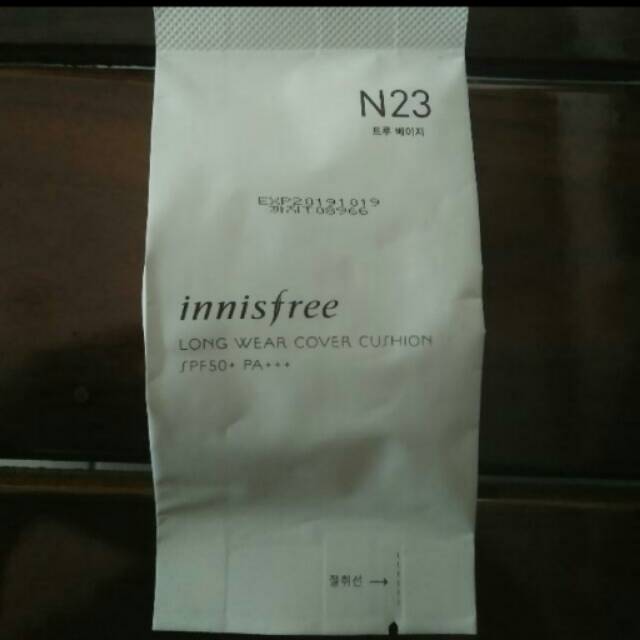 N23
트루 베이지
EXP20191019
innisfree
LONG WEAR COVER CUSHION
SPF50+ PA+++
절취선 →